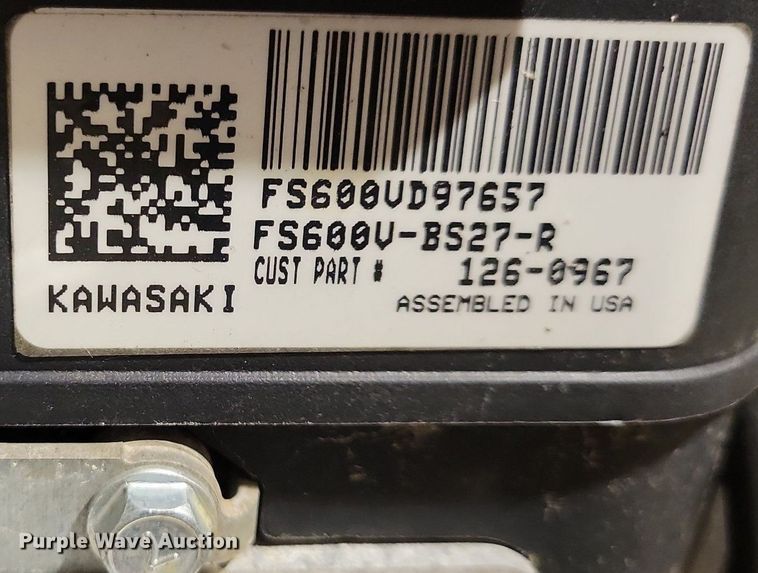 FS600VD97657
FS600V-BS27-R
CUST PART # 126-0967
KAWASAKI
ASSEMBLED IN USA
Purple Wave Auction